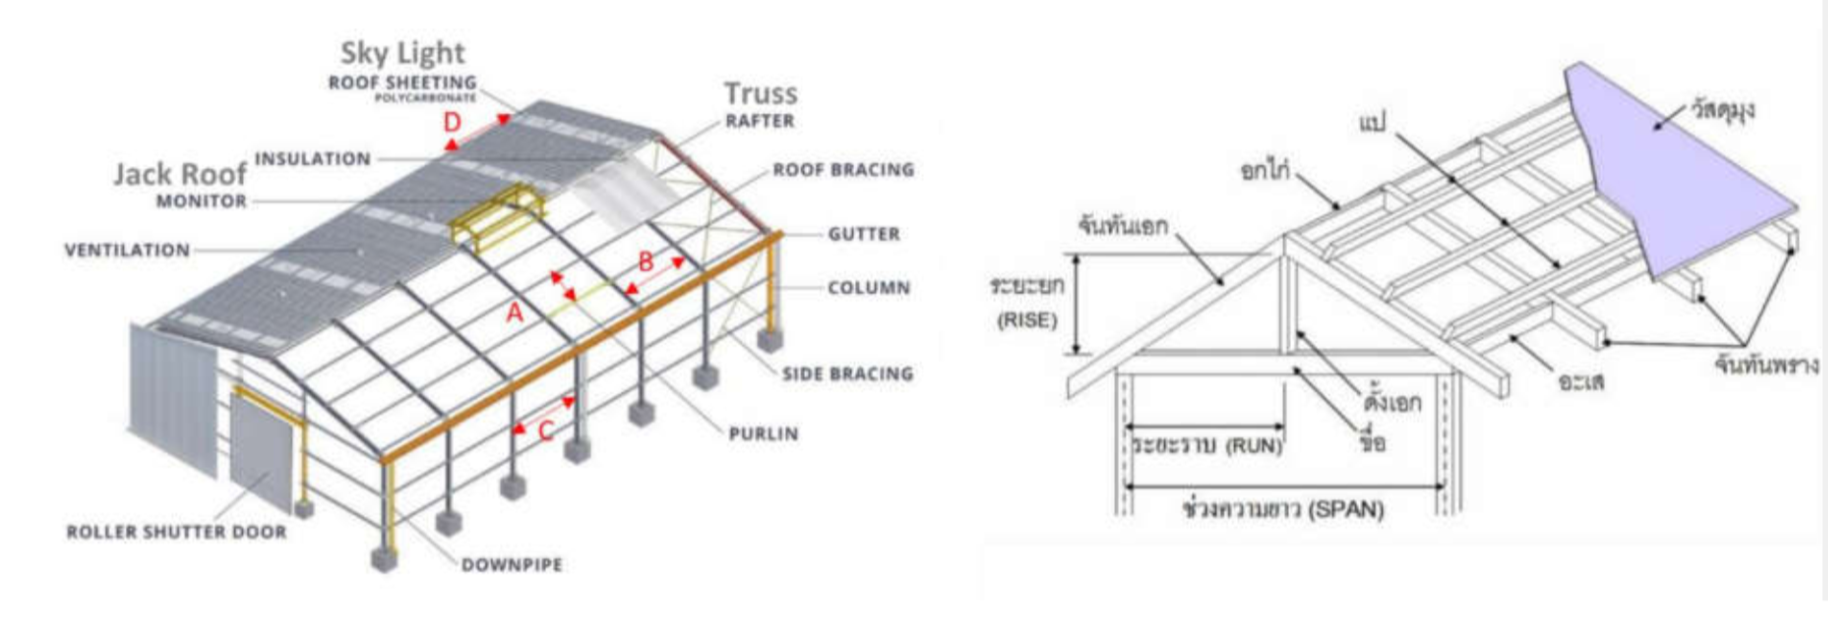 Sky Light
ROOF SHEETING
POLYCARBONATE
D
Truss
RAFTER
INSULATION
Jack Roof
MONITOR
ROOF BRACING
VENTILATION
GUTTER
B
A
COLUMN
C
SIDE BRACING
PURLIN
ROLLER SHUTTER DOOR
DOWNPIPE
วัสดุมุง
แป
อกไก่
จันทันเอก
ระยะยก
(RISE)
จันทันพราง
อะเส
ดั้งเอก
ขื่อ
ระยะราบ (RUN)
ช่วงความยาว (SPAN)